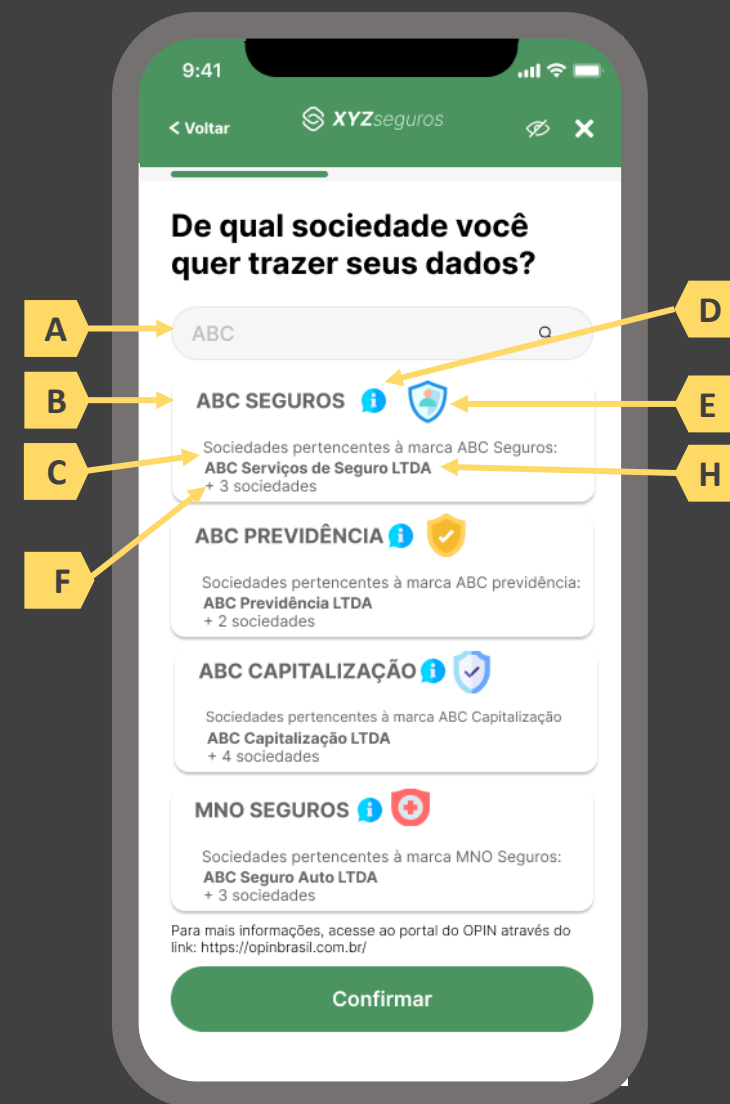 9:41
< Voltar
XYZseguros
De qual sociedade você
quer trazer seus dados?
A
ABC
D
B
ABC SEGUROS
E
C
Sociedades pertencentes à marca ABC Seguros:
ABC Serviços de Seguro LTDA
H
+ 3 sociedades
F
ABC PREVIDÊNCIA
Sociedades pertencentes à marca ABC previdência:
ABC Previdência LTDA
+ 2 sociedades
ABC CAPITALIZAÇÃO
Sociedades pertencentes à marca ABC Capitalização
ABC Capitalização LTDA
+ 4 sociedades
MNO SEGUROS
Sociedades pertencentes à marca MNO Seguros:
ABC Seguro Auto LTDA
+ 3 sociedades
Para mais informações, acesse ao portal do OPIN através do
link: https://opinbrasil.com.br/
Confirmar